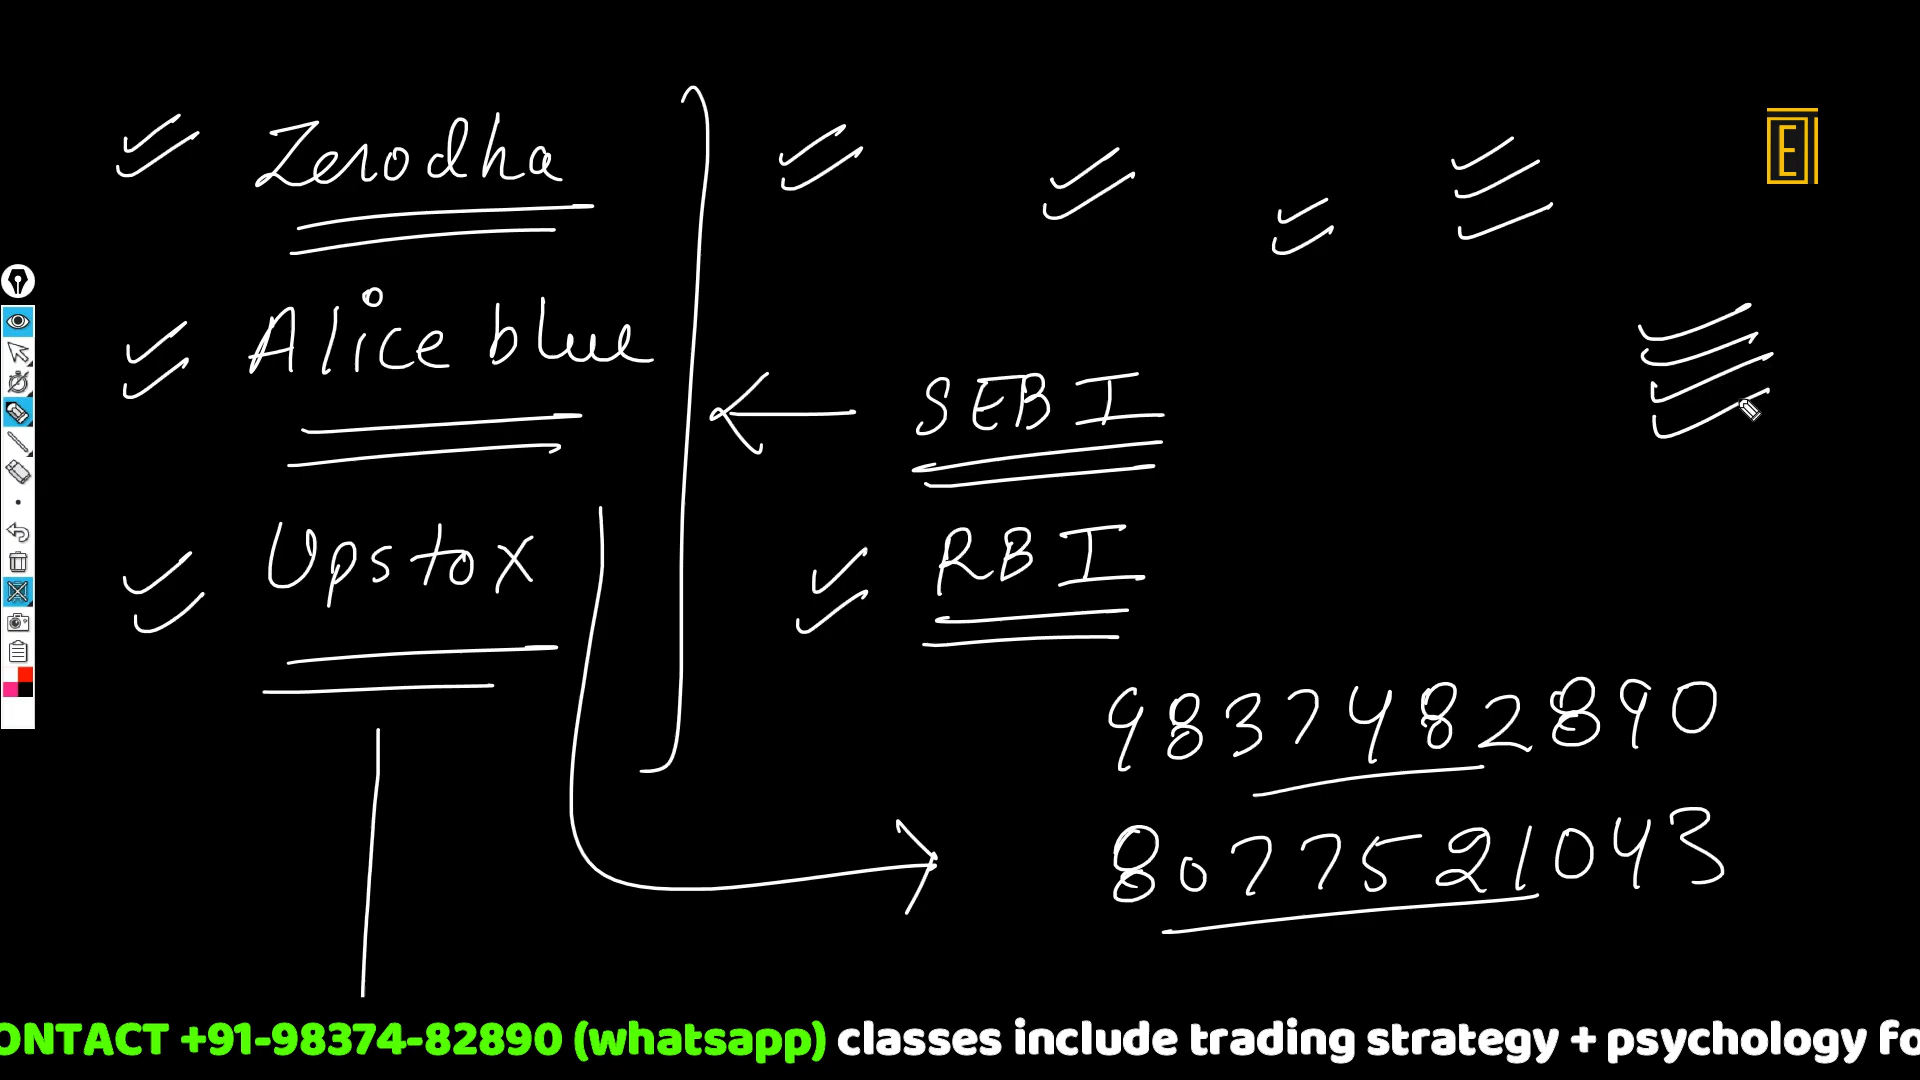 Zerodha
E
Alice blue
SEBI
Upstox
RBI
9837482890
8077521043
ONTACT +91-98374-82890 (whatsapp) classes include trading strategy + psychology fo